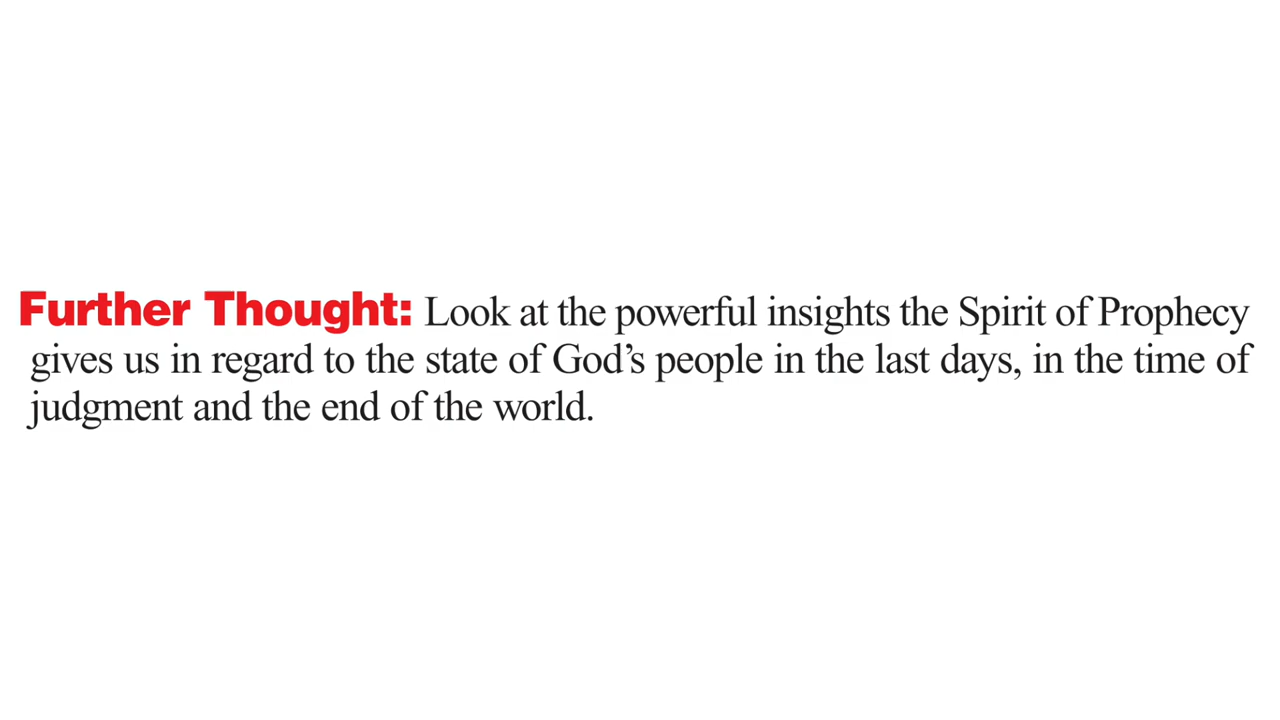 Further Thought: Look at the powerful insights the Spirit of Prophecy
gives us in regard to the state of God’s people in the last days, in the time of
judgment and the end of the world.